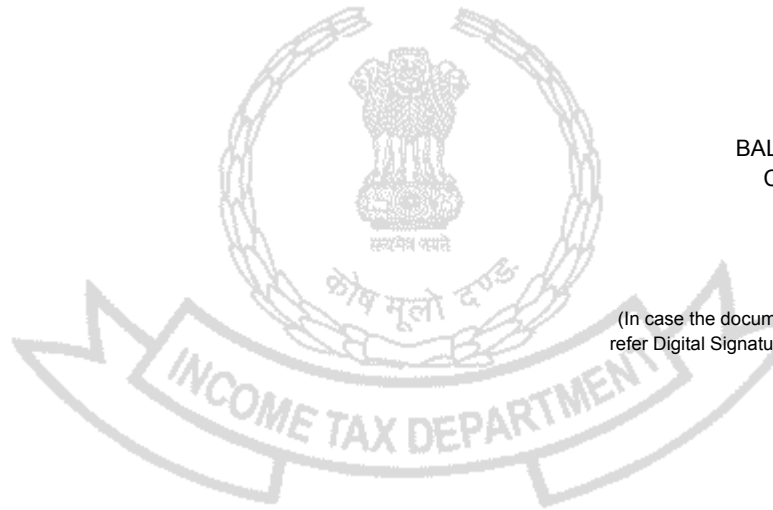 BAL
C
सत्यमेव जयते
कोष मूलो दण्डः
(In case the docum
refer Digital Signatu
INCOME TAX DEPARTMENT